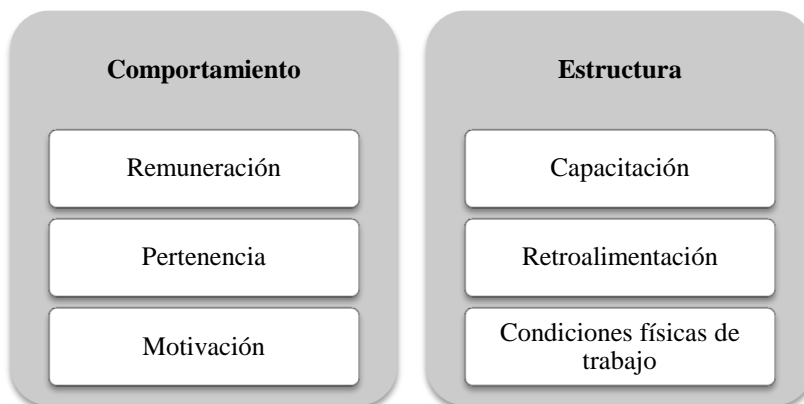 Comportamiento
Remuneración
Pertenencia
Motivación
Estructura
Capacitación
Retroalimentación
Condiciones físicas de
trabajo